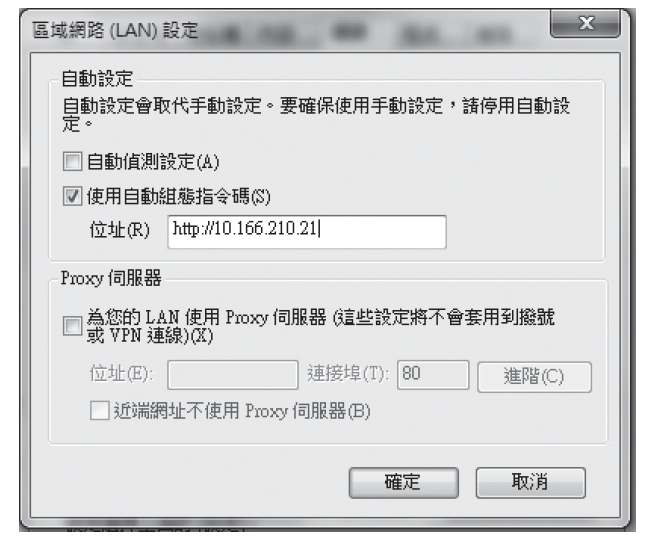 區域網路 (LAN) 設定
自動設定
自動設定會取代手動設定。要確保使用手動設定，請停用自動設
定。
自動偵測設定(A)
使用自動組態指令碼(S)
位址(R) http://10.166.210.21
Proxy 伺服器
為您的 LAN 使用 Proxy 伺服器 (這些設定將不會套用到撥號
或 VPN 連線)(X)
位址(E): 連接埠(T): 80 進階(C)
近端網址不使用 Proxy 伺服器(B)
確定 取消